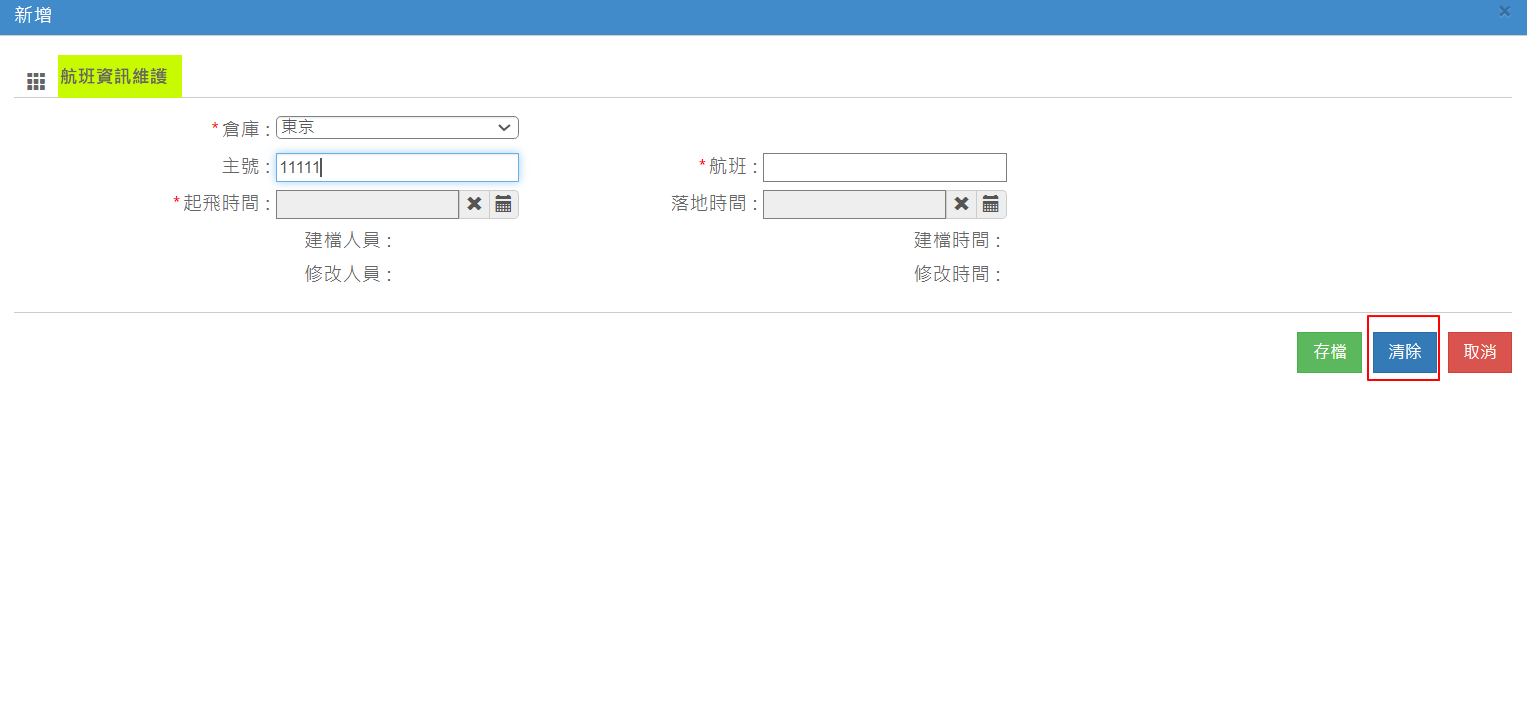 新增
航班資訊維護
*倉庫 : 東京
主號 : 11111 *航班 :
*起飛時間 : 落地時間 :
建檔人員 : 建檔時間 :
修改人員 : 修改時間 :
存檔 清除 取消